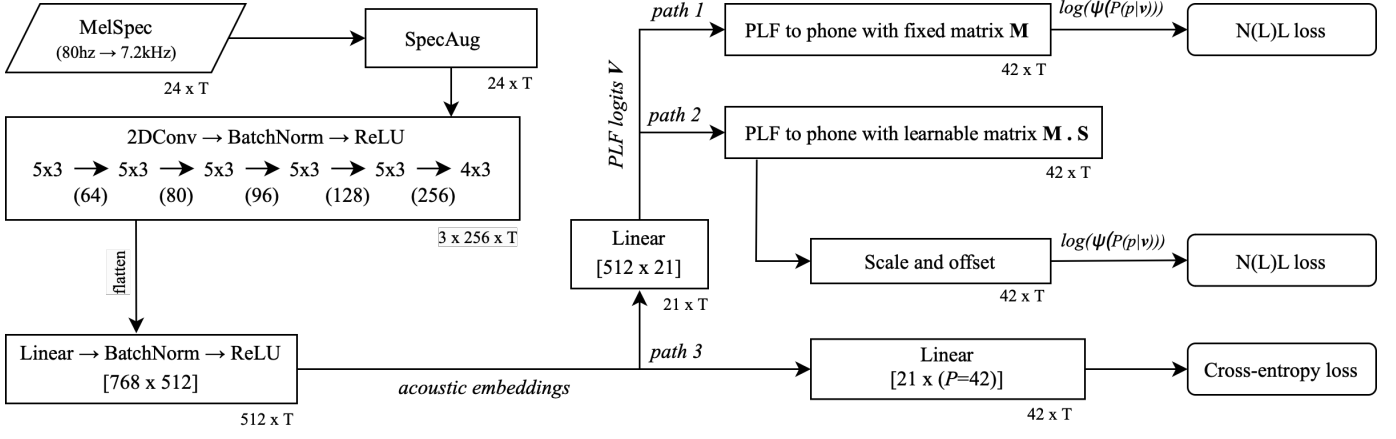 MelSpec
(80hz → 7.2kHz)
24 x T
SpecAug
24 x T
2DConv → BatchNorm → ReLU
5x3 → 5x3 → 5x3 → 5x3 → 5x3 → 4x3
(64) (80) (96) (128) (256)
3 x 256 x T
flatten
Linear → BatchNorm → ReLU
[768 x 512]
512 x T
acoustic embeddings
Linear
[512 x 21]
21 x T
PLF logits V
path 1
PLF to phone with fixed matrix M
42 x T
log(ψ(P(p|v)))
N(L)L loss
path 2
PLF to phone with learnable matrix M . S
42 x T
Scale and offset
42 x T
log(ψ(P(p|v)))
N(L)L loss
path 3
Linear
[21 x (P=42)]
42 x T
Cross-entropy loss